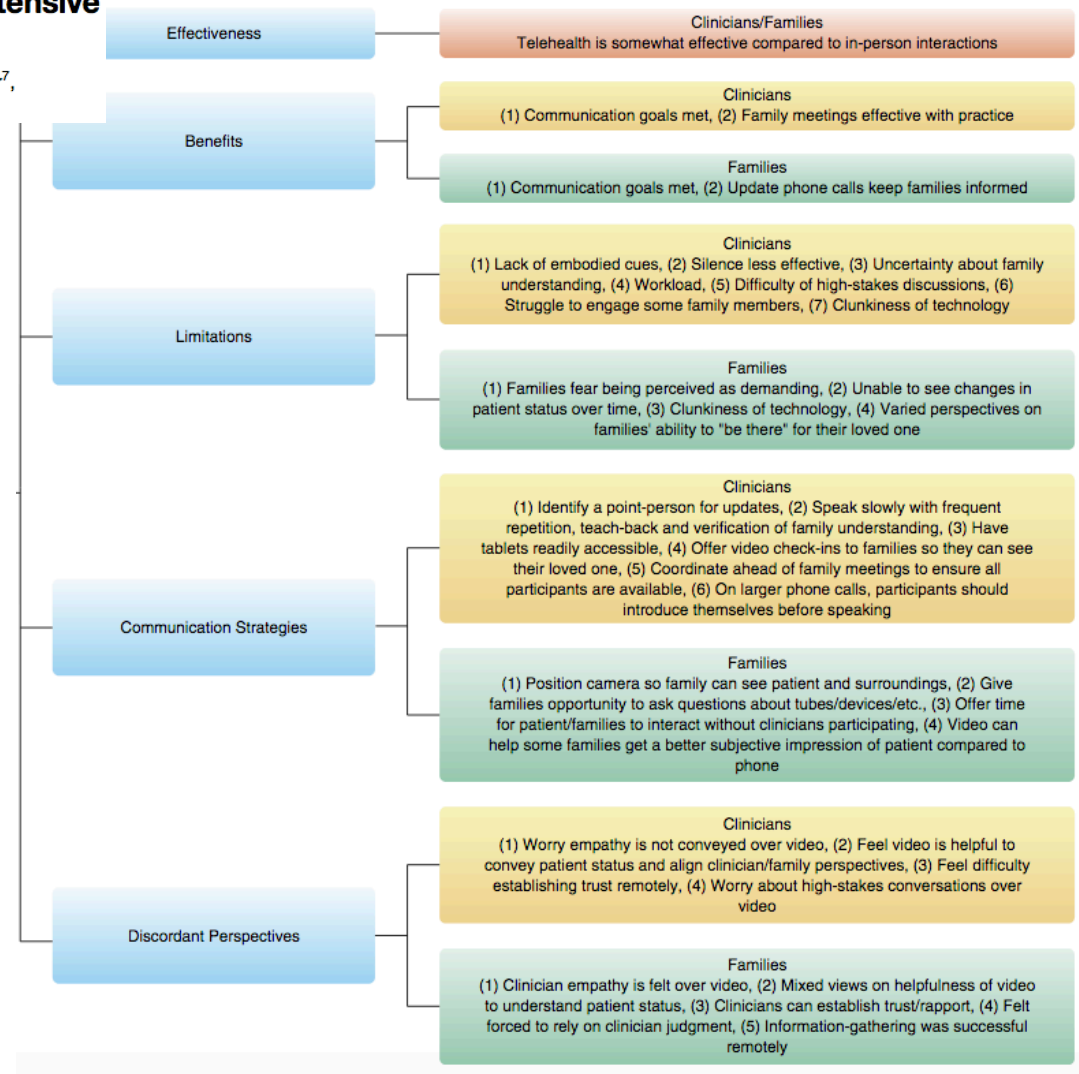 tensive
7,
Effectiveness
Clinicians/Families
Telehealth is somewhat effective compared to in-person interactions
Benefits
Clinicians
(1) Communication goals met, (2) Family meetings effective with practice
Families
(1) Communication goals met, (2) Update phone calls keep families informed
Limitations
Clinicians
(1) Lack of embodied cues, (2) Silence less effective, (3) Uncertainty about family
understanding, (4) Workload, (5) Difficulty of high-stakes discussions, (6)
Struggle to engage some family members, (7) Clunkiness of technology
Families
(1) Families fear being perceived as demanding, (2) Unable to see changes in
patient status over time, (3) Clunkiness of technology, (4) Varied perspectives on
families' ability to "be there" for their loved one
Communication Strategies
Clinicians
(1) Identify a point-person for updates, (2) Speak slowly with frequent
repetition, teach-back and verification of family understanding, (3) Have
tablets readily accessible, (4) Offer video check-ins to families so they can see
their loved one, (5) Coordinate ahead of family meetings to ensure all
participants are available, (6) On larger phone calls, participants should
introduce themselves before speaking
Families
(1) Position camera so family can see patient and surroundings, (2) Give
families opportunity to ask questions about tubes/devices/etc., (3) Offer time
for patient/families to interact without clinicians participating, (4) Video can
help some families get a better subjective impression of patient compared to
phone
Discordant Perspectives
Clinicians
(1) Worry empathy is not conveyed over video, (2) Feel video is helpful to
convey patient status and align clinician/family perspectives, (3) Feel difficulty
establishing trust remotely, (4) Worry about high-stakes conversations over
video
Families
(1) Clinician empathy is felt over video, (2) Mixed views on helpfulness of video
to understand patient status, (3) Clinicians can establish trust/rapport, (4) Felt
forced to rely on clinician judgment, (5) Information-gathering was successful
remotely